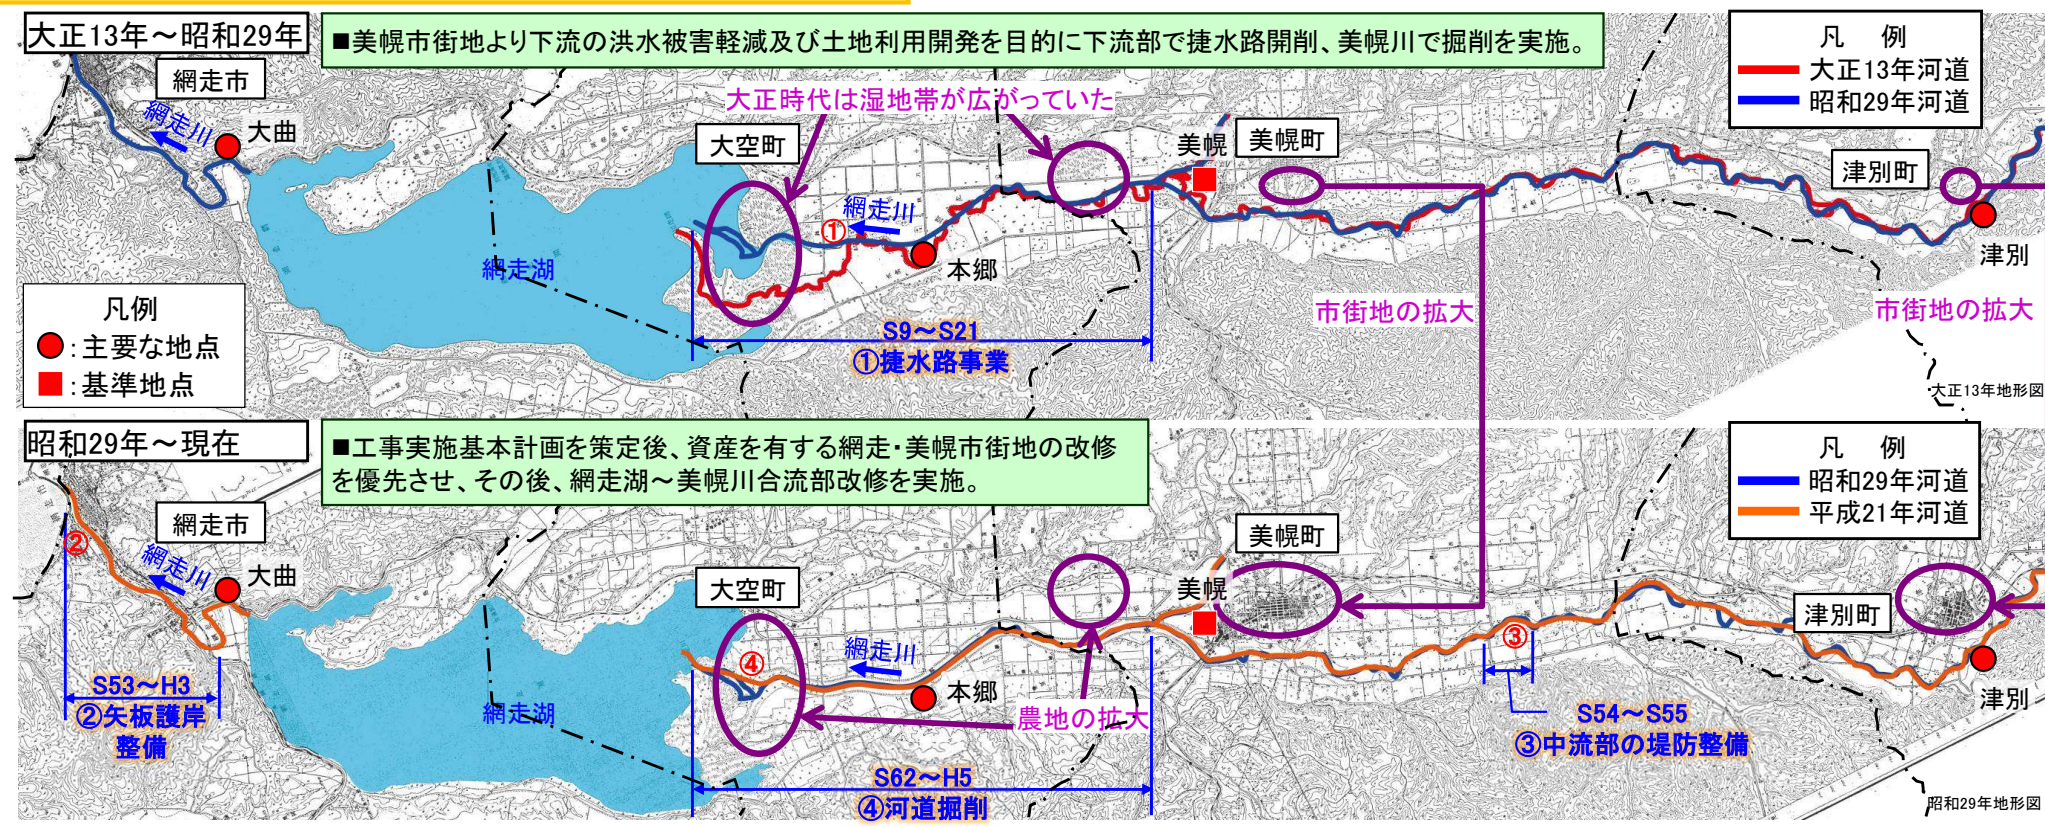 大正13年～昭和29年
■美幌市街地より下流の洪水被害軽減及び土地利用開発を目的に下流部で捷水路開削、美幌川で掘削を実施。
凡　例
大正13年河道
昭和29年河道
網走市
網走川
大曲
大正時代は湿地帯が広がっていた
大空町
美幌
美幌町
津別町
網走川
①
本郷
網走湖
津別
市街地の拡大
市街地の拡大
凡例
：主要な地点
：基準地点
S9～S21
①捷水路事業
大正13年地形図
昭和29年～現在
■工事実施基本計画を策定後、資産を有する網走・美幌市街地の改修
を優先させ、その後、網走湖～美幌川合流部改修を実施。
凡　例
昭和29年河道
平成21年河道
網走市
②
網走川
大曲
大空町
美幌
美幌町
津別町
網走川
③
④
本郷
網走湖
農地の拡大
津別
S53～H3
②矢板護岸
整備
S54～S55
③中流部の堤防整備
S62～H5
④河道掘削
昭和29年地形図